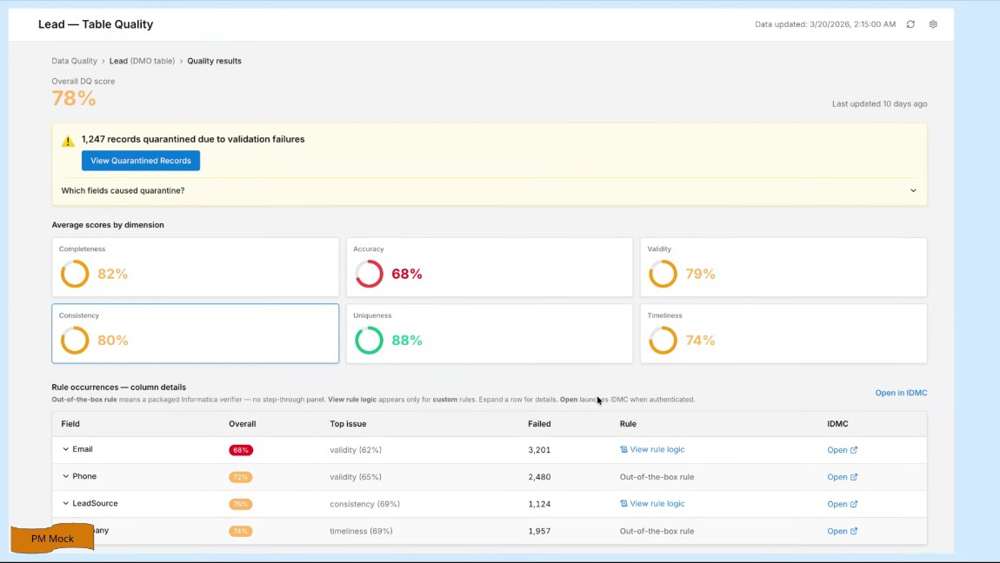 Lead — Table Quality
Data updated: 3/20/2026, 2:15:00 AM
Data Quality › Lead (DMO table) › Quality results
Overall DQ score
78%
Last updated 10 days ago
1,247 records quarantined due to validation failures
View Quarantined Records
Which fields caused quarantine?
Average scores by dimension
Completeness
82%
Accuracy
68%
Validity
79%
Consistency
80%
Uniqueness
88%
Timeliness
74%
Rule occurrences — column details
Out-of-the-box rule means a packaged Informatica verifier — no step-through panel. View rule logic appears only for custom rules. Expand a row for details. Open launches IDMC when authenticated.
Open in IDMC
Field Overall Top issue Failed Rule IDMC
Email 68% validity (62%) 3,201 View rule logic Open
Phone 72% validity (65%) 2,480 Out-of-the-box rule Open
LeadSource 76% consistency (69%) 1,124 View rule logic Open
pany 74% timeliness (69%) 1,957 Out-of-the-box rule Open
PM Mock